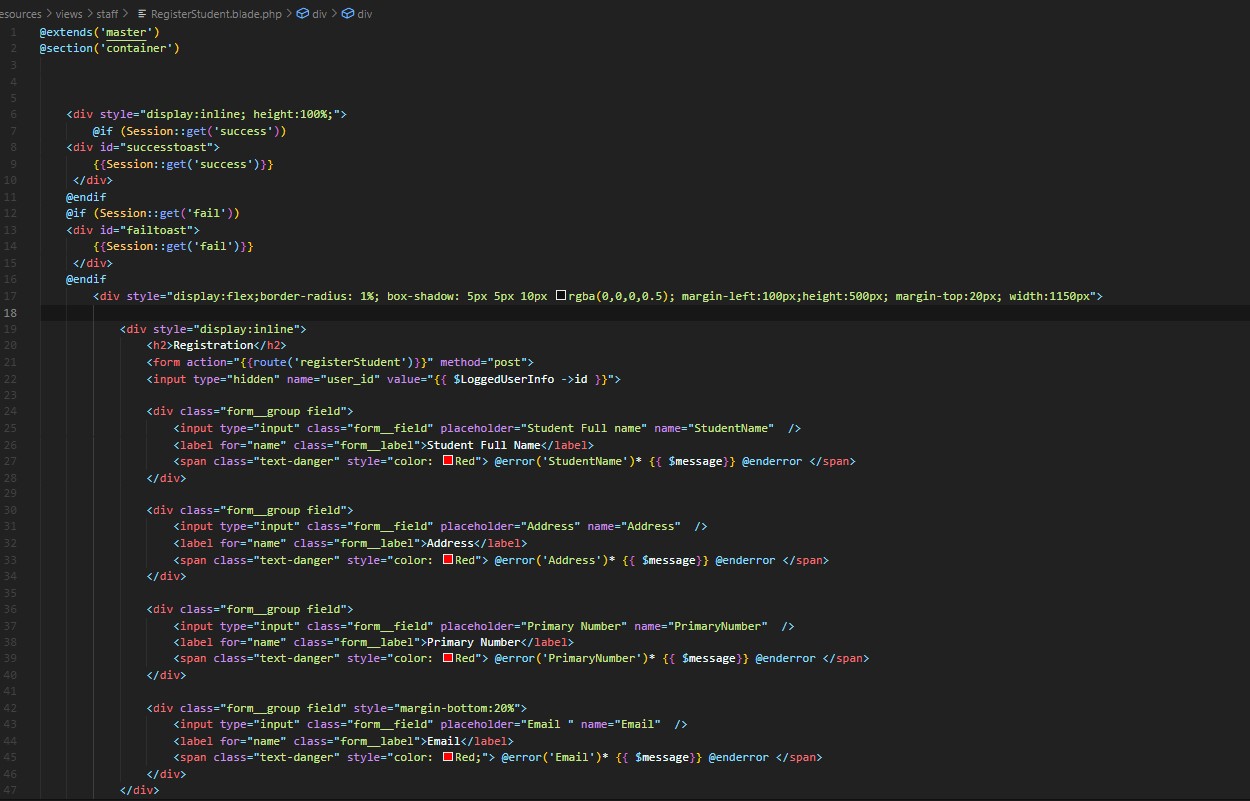 esources > views > staff > RegisterStudent.blade.php > div > div
1 @extends('master')
2 @section('container')
3
4
5
6 <div style="display:inline; height:100%;">
7 @if (Session::get('success'))
8 <div id="successtoast">
9 {{Session::get('success')}}
10 </div>
11 @endif
12 @if (Session::get('fail'))
13 <div id="failtoast">
14 {{Session::get('fail')}}
15 </div>
16 @endif
17 <div style="display:flex;border-radius: 1%; box-shadow: 5px 5px 10px rgba(0,0,0,0.5); margin-left:100px;height:500px; margin-top:20px; width:1150px">
18
19 <div style="display:inline">
20 <h2>Registration</h2>
21 <form action="{{route('registerStudent')}}" method="post">
22 <input type="hidden" name="user_id" value="{{ $LoggedUserInfo ->id }}">
23
24 <div class="form__group field">
25 <input type="input" class="form__field" placeholder="Student Full name" name="StudentName"  />
26 <label for="name" class="form__label">Student Full Name</label>
27 <span class="text-danger" style="color: Red"> @error('StudentName')* {{ $message}} @enderror </span>
28 </div>
29
30 <div class="form__group field">
31 <input type="input" class="form__field" placeholder="Address" name="Address"  />
32 <label for="name" class="form__label">Address</label>
33 <span class="text-danger" style="color: Red"> @error('Address')* {{ $message}} @enderror </span>
34 </div>
35
36 <div class="form__group field">
37 <input type="input" class="form__field" placeholder="Primary Number" name="PrimaryNumber"  />
38 <label for="name" class="form__label">Primary Number</label>
39 <span class="text-danger" style="color: Red"> @error('PrimaryNumber')* {{ $message}} @enderror </span>
40 </div>
41
42 <div class="form__group field" style="margin-bottom:20%">
43 <input type="input" class="form__field" placeholder="Email " name="Email"  />
44 <label for="name" class="form__label">Email</label>
45 <span class="text-danger" style="color: Red;"> @error('Email')* {{ $message}} @enderror </span>
46 </div>
47 </div>